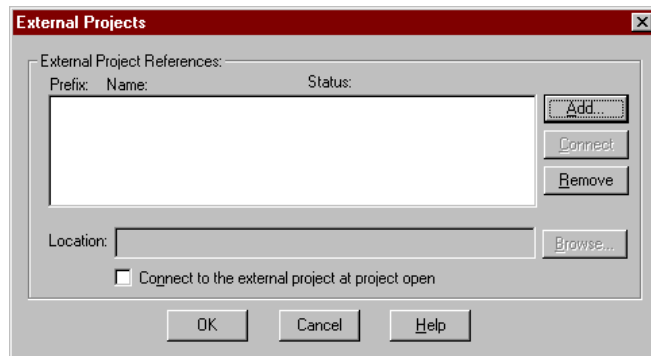 External Projects
External Project References:
Prefix: Name: Status:
Add...
Connect
Remove
Location: Browse...
Connect to the external project at project open
OK Cancel Help